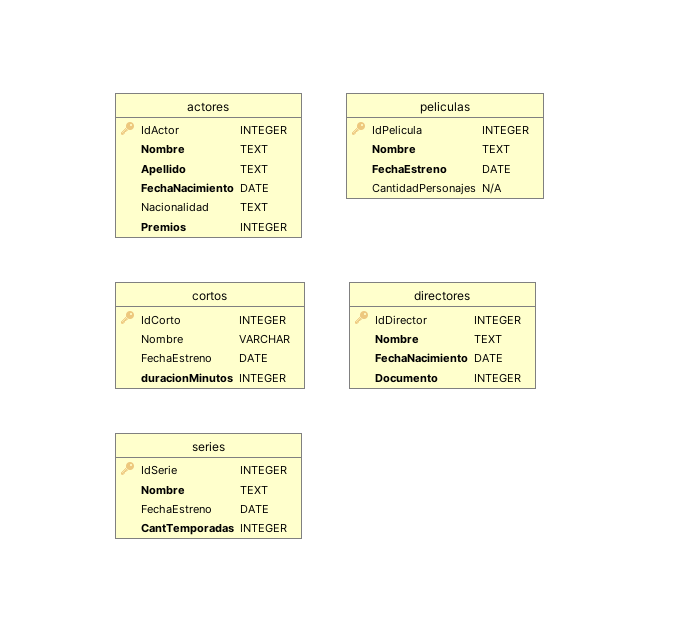 actores
IdActor INTEGER
Nombre TEXT
Apellido TEXT
FechaNacimiento DATE
Nacionalidad TEXT
Premios INTEGER
peliculas
IdPelicula INTEGER
Nombre TEXT
FechaEstreno DATE
CantidadPersonajes N/A
cortos
IdCorto INTEGER
Nombre VARCHAR
FechaEstreno DATE
duracionMinutos INTEGER
directores
IdDirector INTEGER
Nombre TEXT
FechaNacimiento DATE
Documento INTEGER
series
IdSerie INTEGER
Nombre TEXT
FechaEstreno DATE
CantTemporadas INTEGER